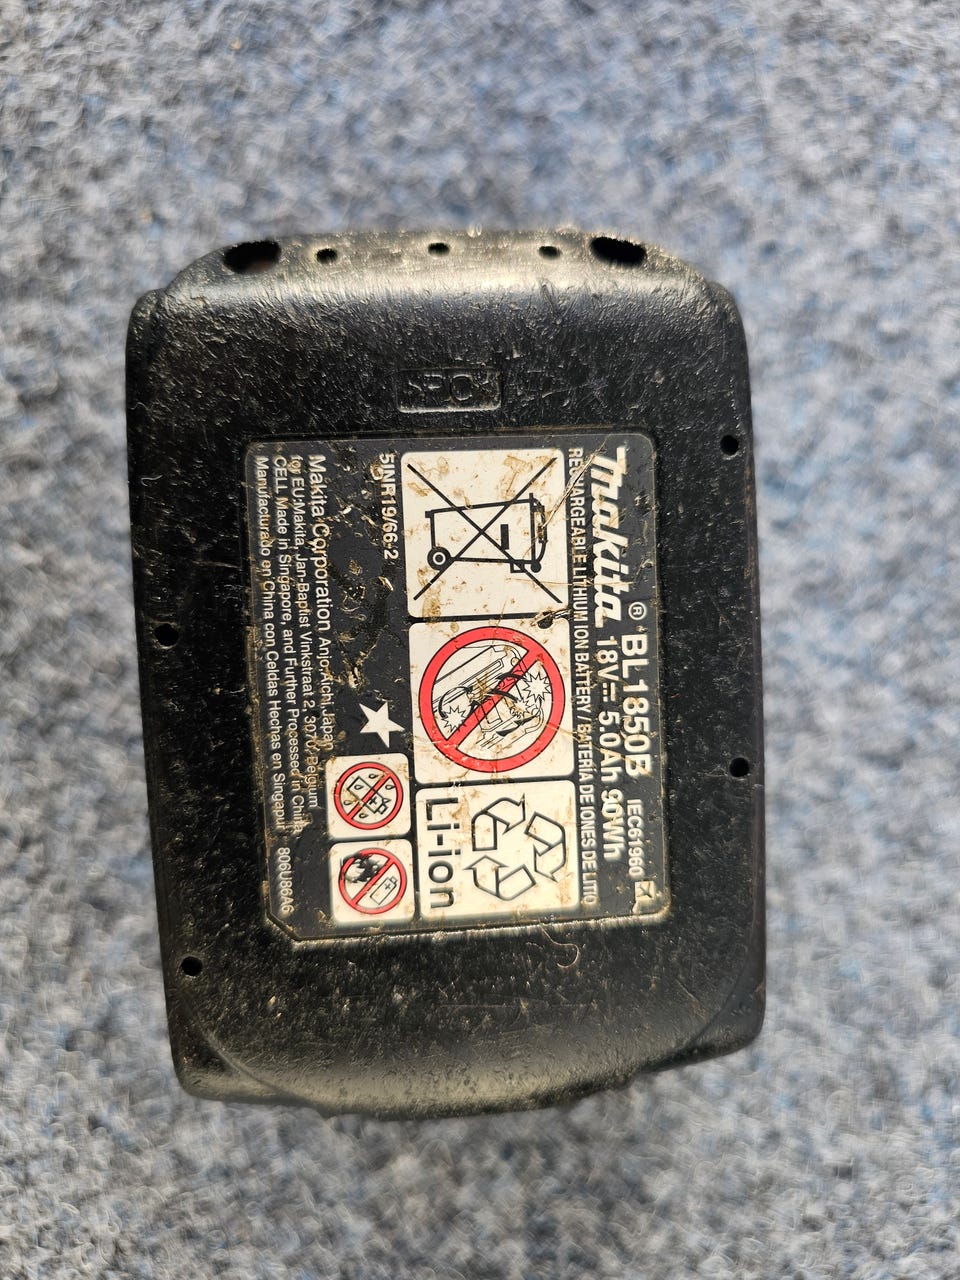 makita ® BL1850B IEC61960
18V 5.0Ah 90Wh
RECHARGEABLE LITHIUM ION BATTERY / BATERÍA DE IONES DE LITIO
Li-ion
5INR19/66-2
Makita Corporation Anjo, Aichi, Japan
for EU:Makita, Jan-Baptist Vinkstraat 2, 3070, Belgium
CELL Made in Singapore, and Further Processed in China
Manufacturado en China con Celdas Hechas en Singapur 806U86A6